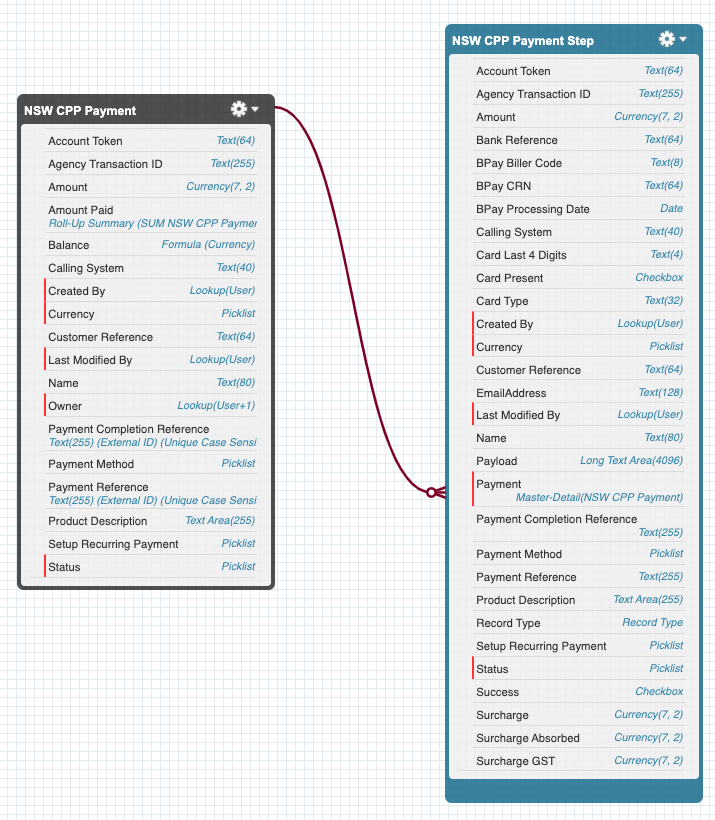 NSW CPP Payment
Account Token Text(64)
Agency Transaction ID Text(255)
Amount Currency(7, 2)
Amount Paid
Roll-Up Summary (SUM NSW CPP Paymer
Balance Formula (Currency)
Calling System Text(40)
Created By Lookup(User)
Currency Picklist
Customer Reference Text(64)
Last Modified By Lookup(User)
Name Text(80)
Owner Lookup(User+1)
Payment Completion Reference
Text(255) (External ID) (Unique Case Sensi
Payment Method Picklist
Payment Reference
Text(255) (External ID) (Unique Case Sensi
Product Description Text Area(255)
Setup Recurring Payment Picklist
Status Picklist
NSW CPP Payment Step
Account Token Text(64)
Agency Transaction ID Text(255)
Amount Currency(7, 2)
Bank Reference Text(64)
BPay Biller Code Text(8)
BPay CRN Text(64)
BPay Processing Date Date
Calling System Text(40)
Card Last 4 Digits Text(4)
Card Present Checkbox
Card Type Text(32)
Created By Lookup(User)
Currency Picklist
Customer Reference Text(64)
EmailAddress Text(128)
Last Modified By Lookup(User)
Name Text(80)
Payload Long Text Area(4096)
Payment
Master-Detail(NSW CPP Payment)
Payment Completion Reference
Text(255)
Payment Method Picklist
Payment Reference Text(255)
Product Description Text Area(255)
Record Type Record Type
Setup Recurring Payment Picklist
Status Picklist
Success Checkbox
Surcharge Currency(7, 2)
Surcharge Absorbed Currency(7, 2)
Surcharge GST Currency(7, 2)